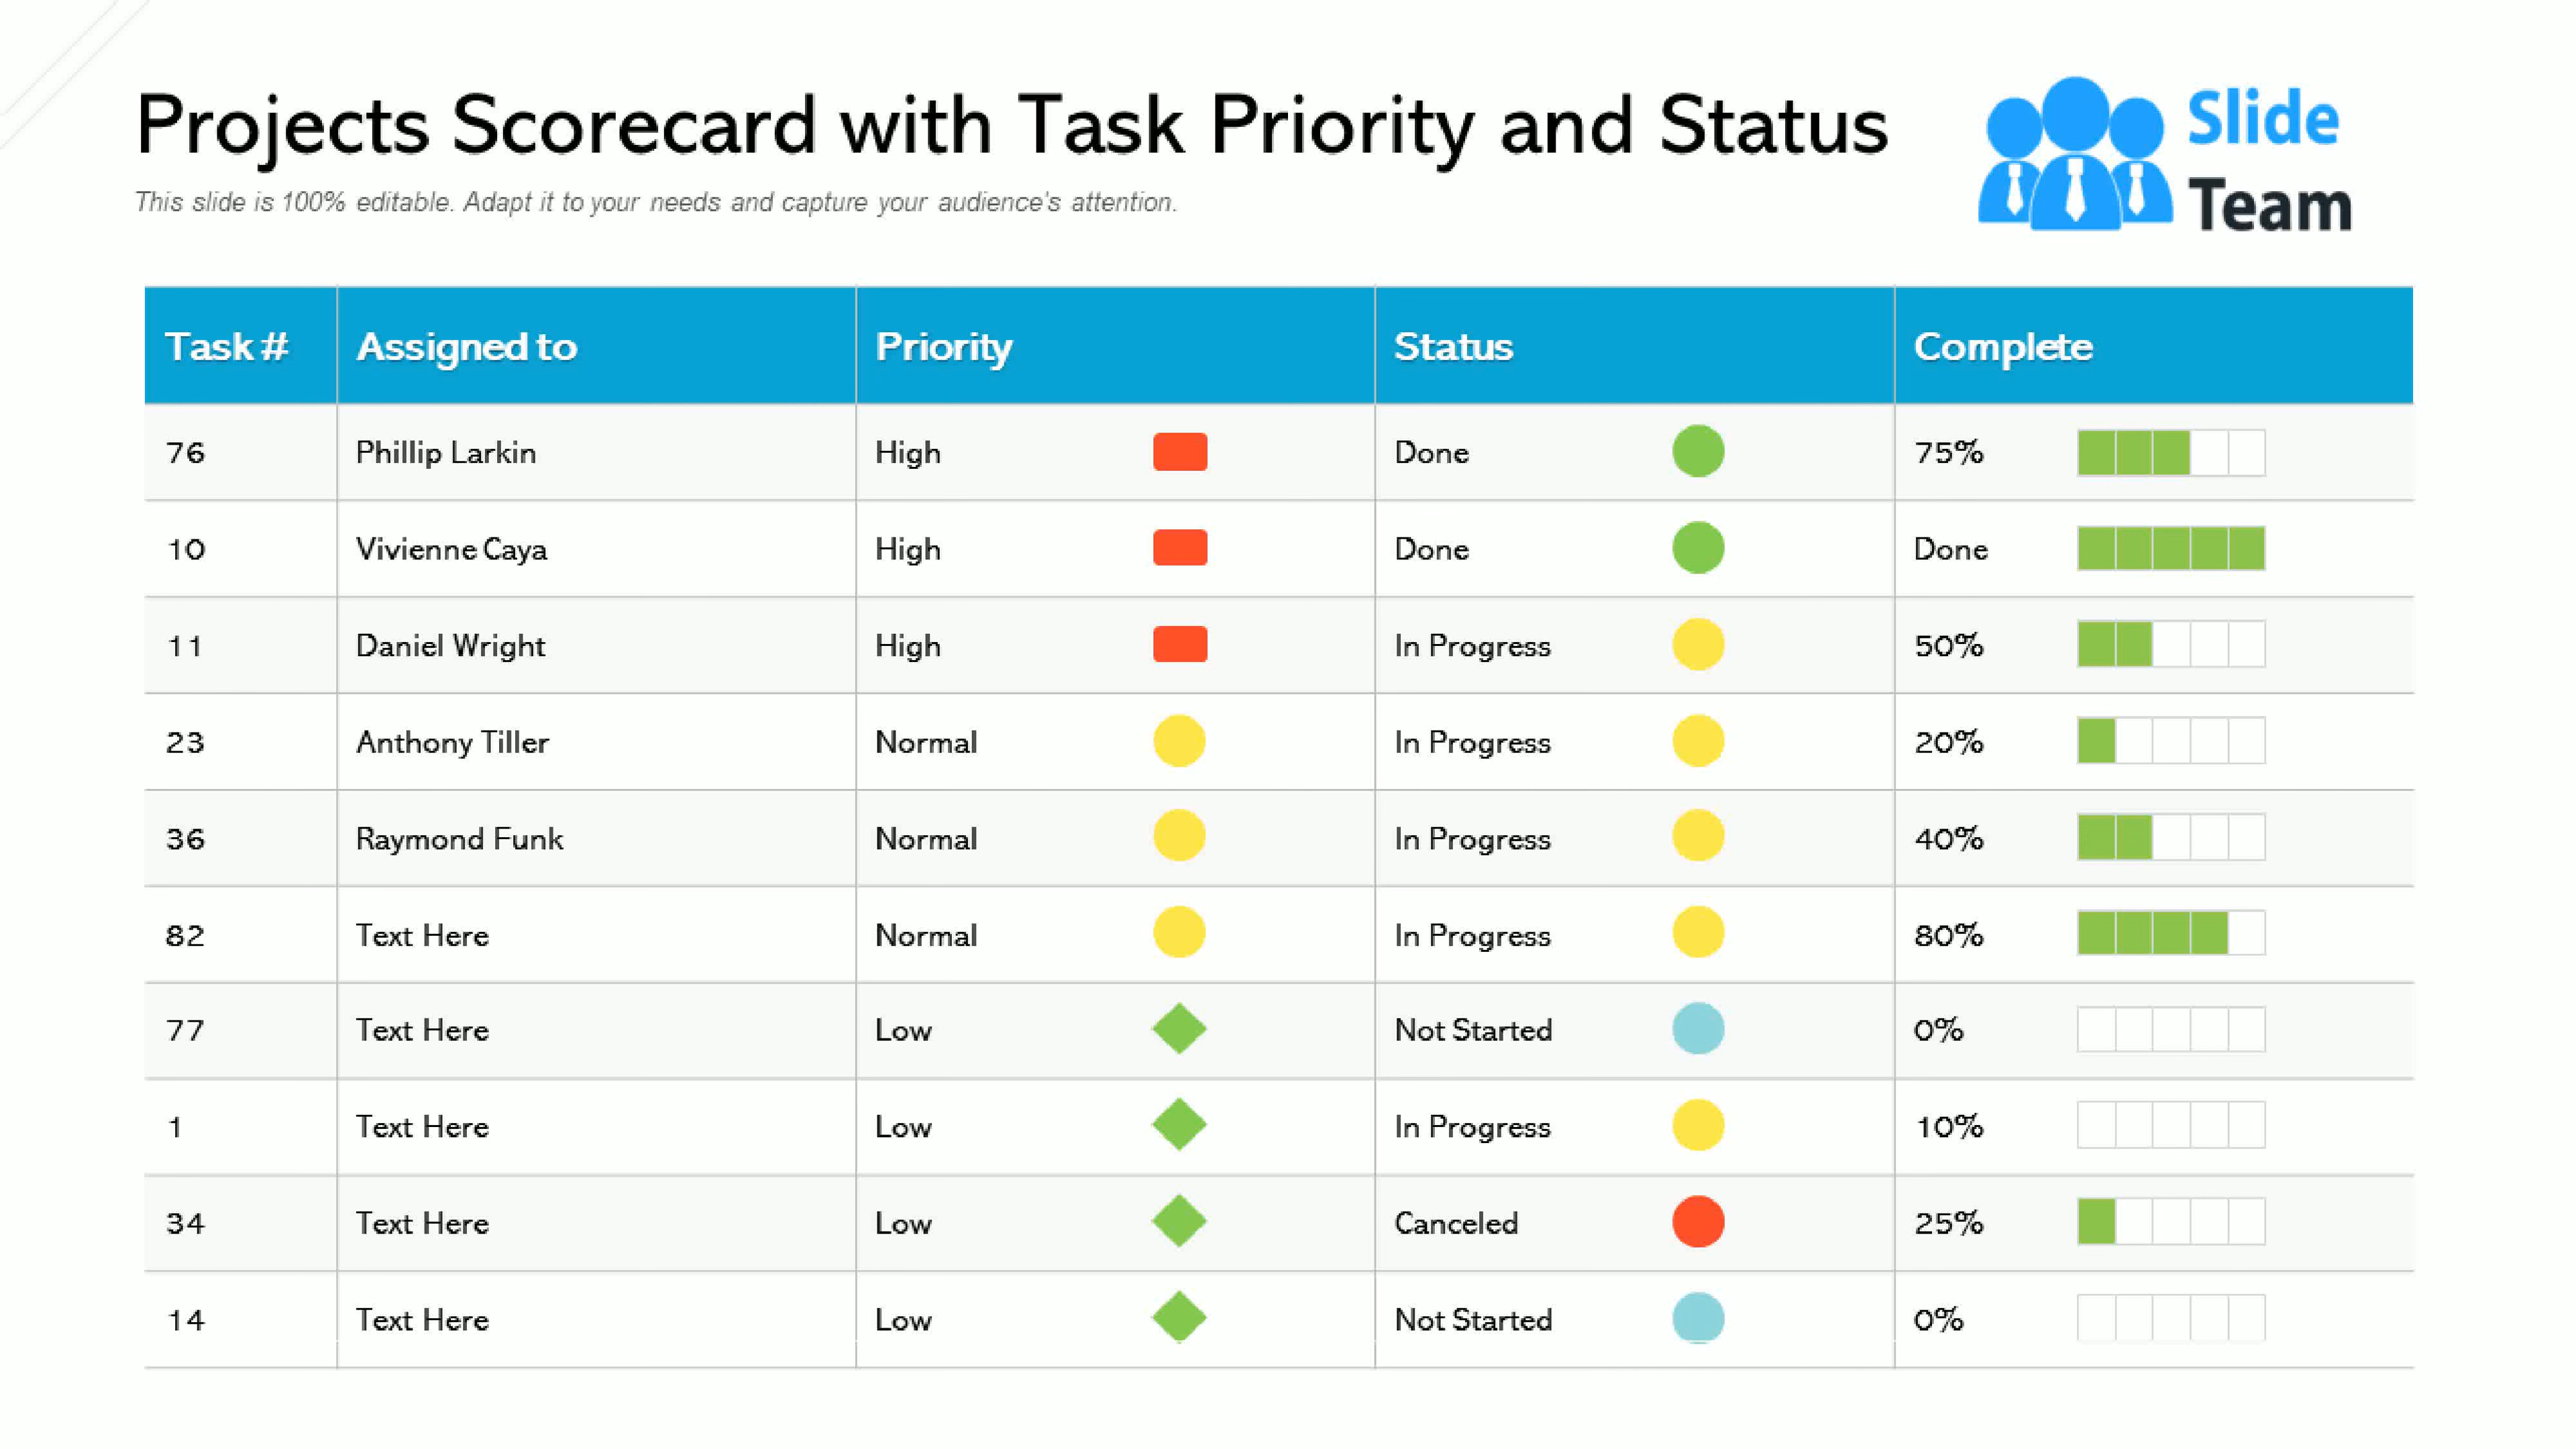 Projects Scorecard with Task Priority and Status
Slide
Team
This slide is 100% editable. Adapt it to your needs and capture your audience's attention.
Task # Assigned to Priority Status Complete
76 Phillip Larkin High Done 75%
10 Vivienne Caya High Done Done
11 Daniel Wright High In Progress 50%
23 Anthony Tiller Normal In Progress 20%
36 Raymond Funk Normal In Progress 40%
82 Text Here Normal In Progress 80%
77 Text Here Low Not Started 0%
1 Text Here Low In Progress 10%
34 Text Here Low Canceled 25%
14 Text Here Low Not Started 0%